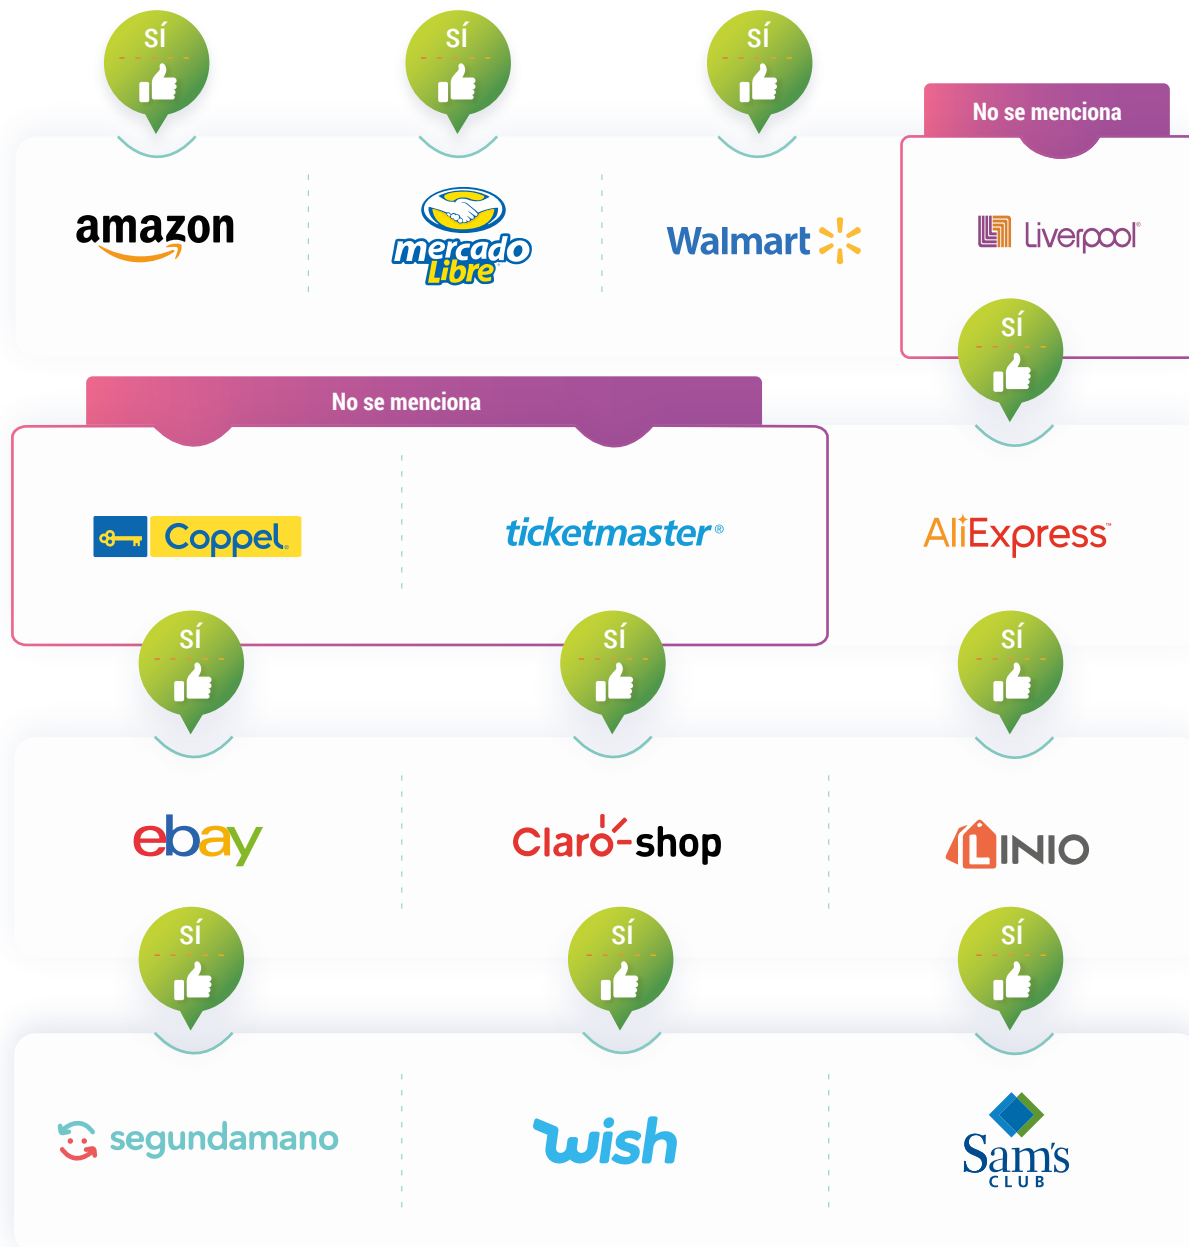 SÍ
SÍ
SÍ
No se menciona
amazon
mercado
Libre
Walmart
Liverpool®
SÍ
No se menciona
Coppel®
ticketmaster®
AliExpress™
SÍ
SÍ
SÍ
ebay
Claro shop
LINIO
SÍ
SÍ
SÍ
segundamano
wish
Sam's
CLUB